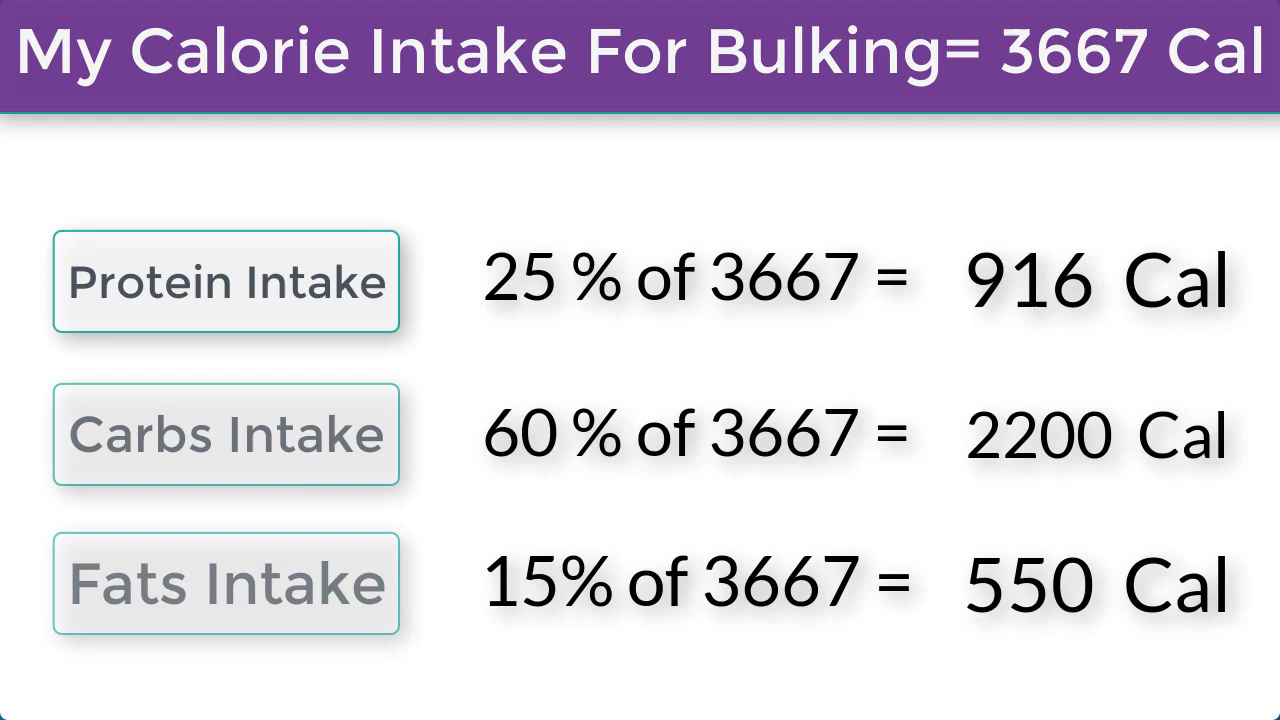 My Calorie Intake For Bulking= 3667 Cal
Protein Intake 25 % of 3667 = 916 Cal
Carbs Intake 60 % of 3667 = 2200 Cal
Fats Intake 15% of 3667 = 550 Cal